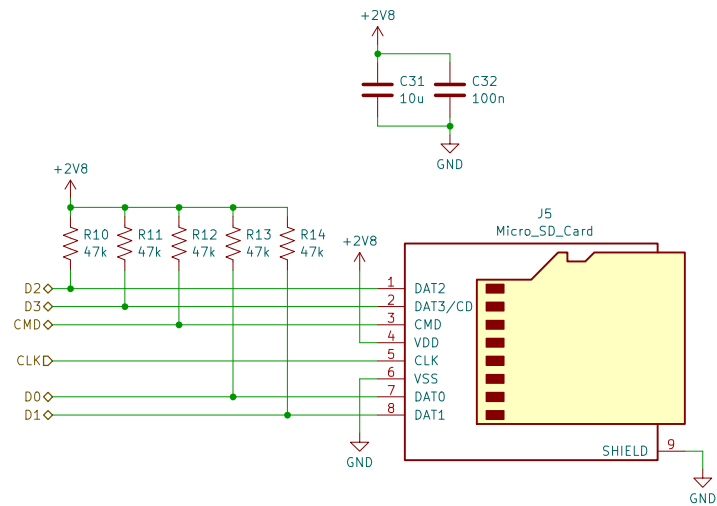 +2V8
C31
10u
C32
100n
GND
+2V8
R10
47k
R11
47k
R12
47k
R13
47k
R14
47k
+2V8
J5
Micro_SD_Card
D2
D3
CMD
CLK
D0
D1
1 DAT2
2 DAT3/CD
3 CMD
4 VDD
5 CLK
6 VSS
7 DAT0
8 DAT1
SHIELD 9
GND
GND